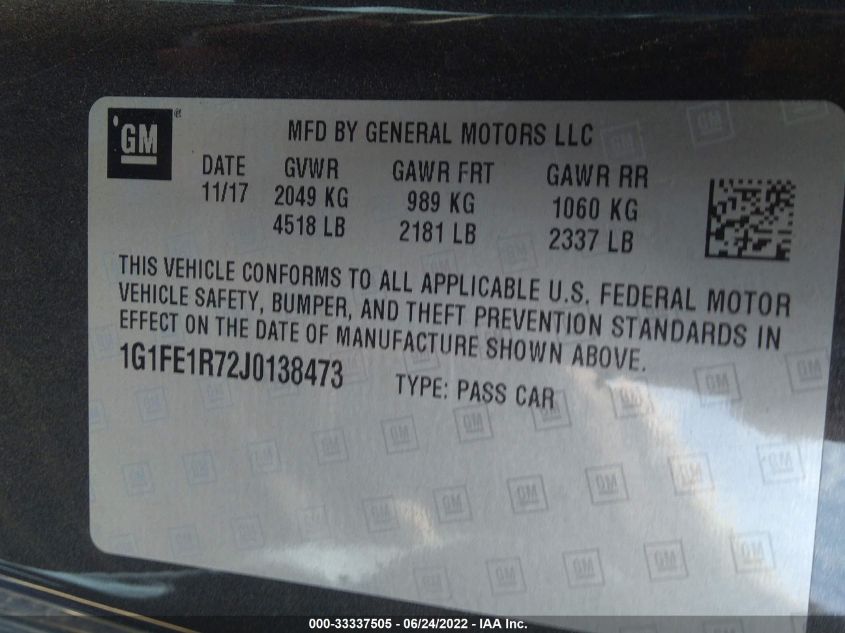 GM ®
MFD BY GENERAL MOTORS LLC
DATE GVWR GAWR FRT GAWR RR
11/17 2049 KG 989 KG 1060 KG
4518 LB 2181 LB 2337 LB
THIS VEHICLE CONFORMS TO ALL APPLICABLE U.S. FEDERAL MOTOR
VEHICLE SAFETY, BUMPER, AND THEFT PREVENTION STANDARDS IN
EFFECT ON THE DATE OF MANUFACTURE SHOWN ABOVE.
1G1FE1R72J0138473 TYPE: PASS CAR
000-33337505 - 06/24/2022 - IAA Inc.